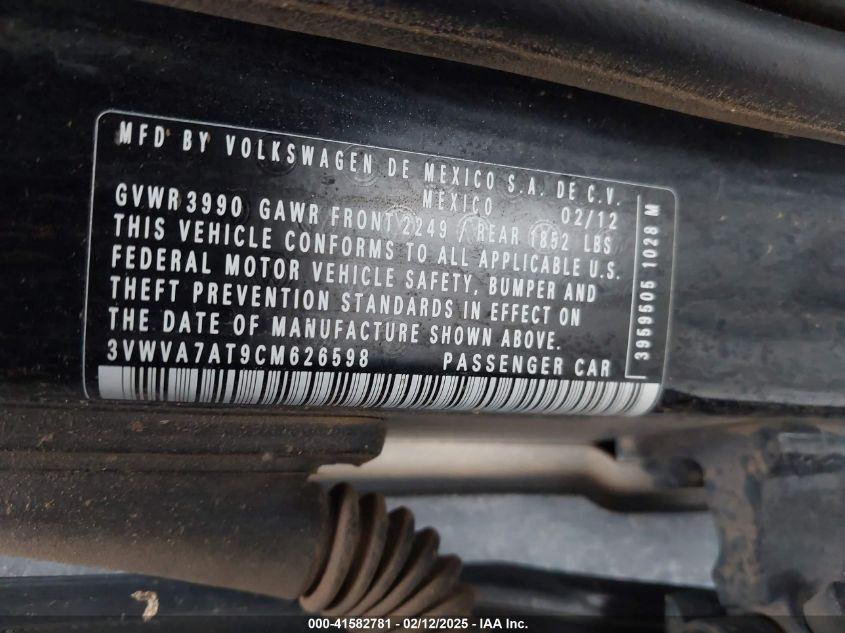 MFD BY VOLKSWAGEN DE MEXICO S.A. DE C.V.
MEXICO
02/12
GVWR 3990 GAWR FRONT 2249 / REAR 1852 LBS
THIS VEHICLE CONFORMS TO ALL APPLICABLE U.S.
FEDERAL MOTOR VEHICLE SAFETY, BUMPER AND
THEFT PREVENTION STANDARDS IN EFFECT ON
THE DATE OF MANUFACTURE SHOWN ABOVE.
3VWVA7AT9CM626598 PASSENGER CAR
3959505 1028 M
000-41582781 - 02/12/2025 - IAA Inc.